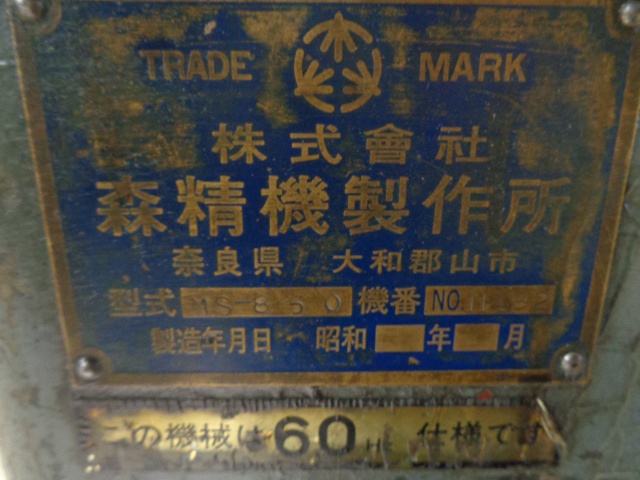 TRADE MARK
株式會社
森精機製作所
奈良県 大和郡山市
型式 MS-850 機番 NO.
製造年月日 昭和 年 月
この機械は60Hz仕様です